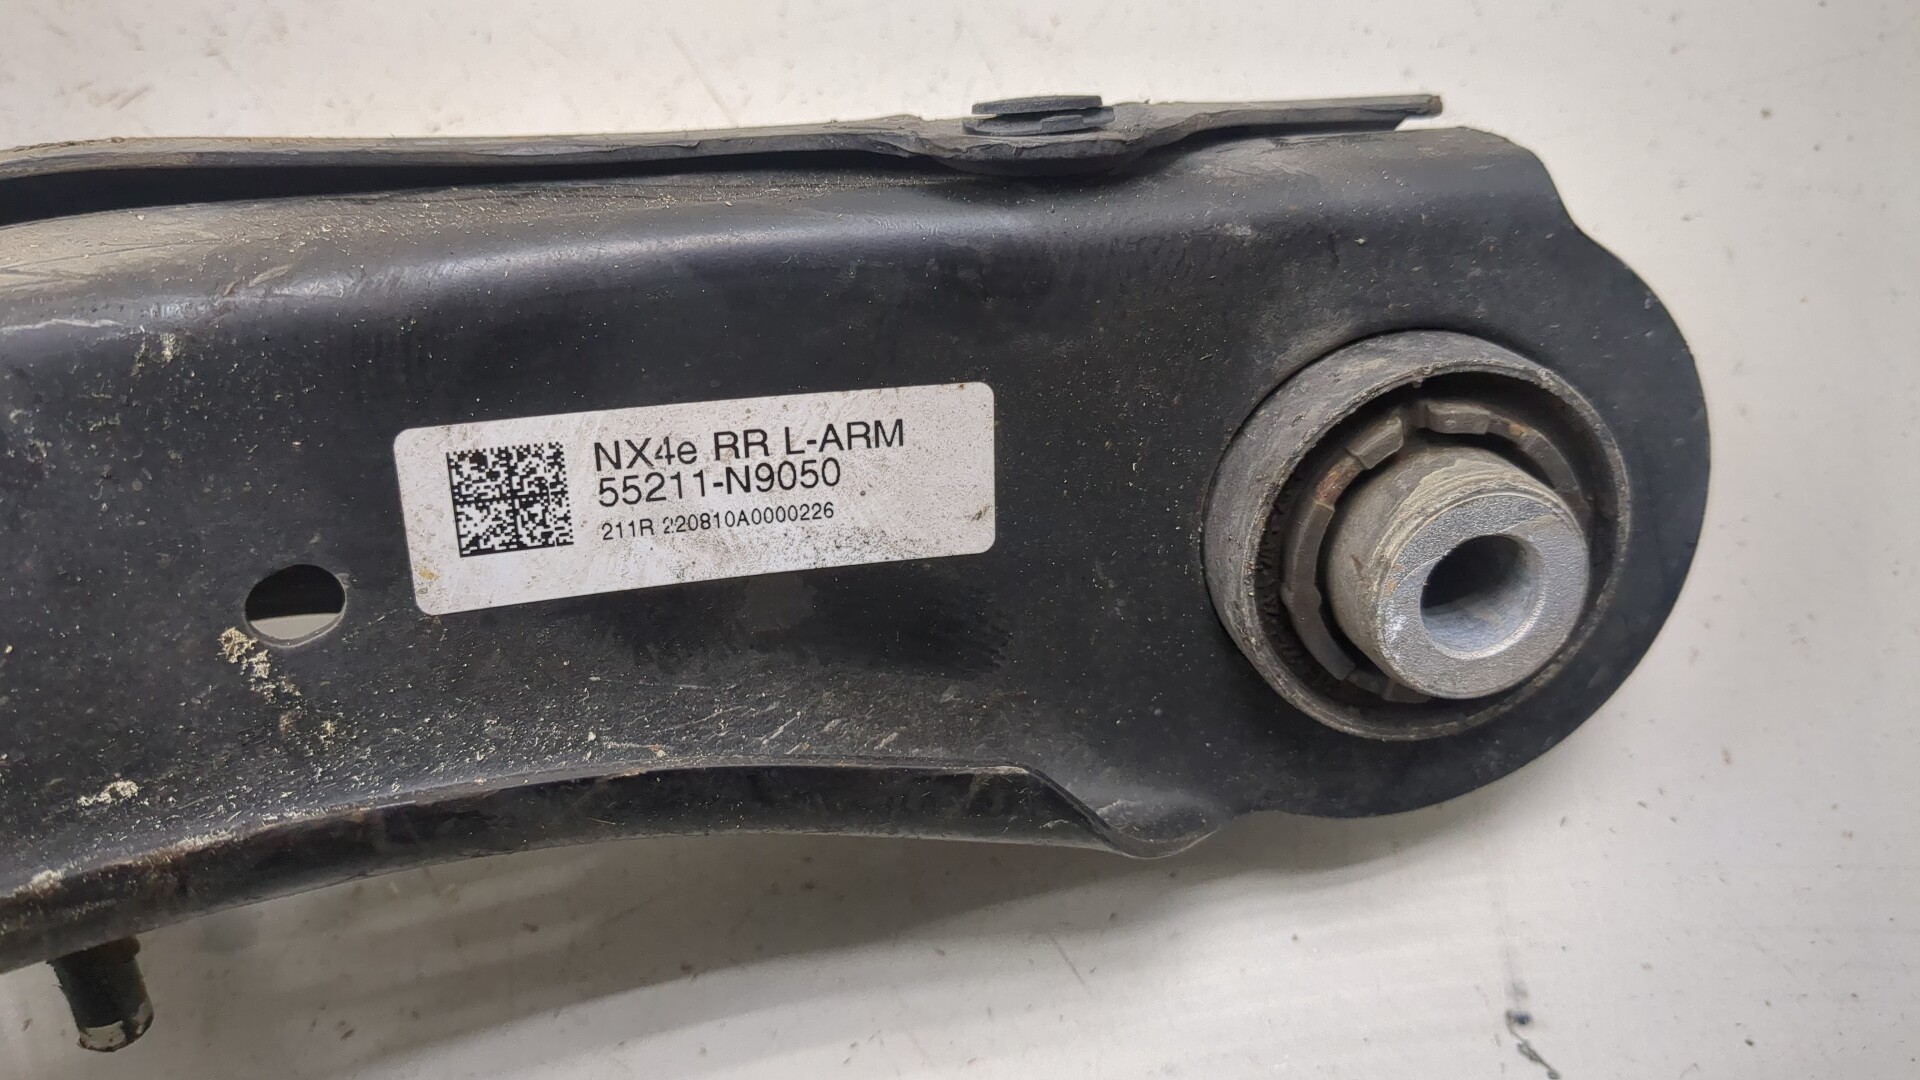 NX4e RR L-ARM
55211-N9050
211R 220810A0000226